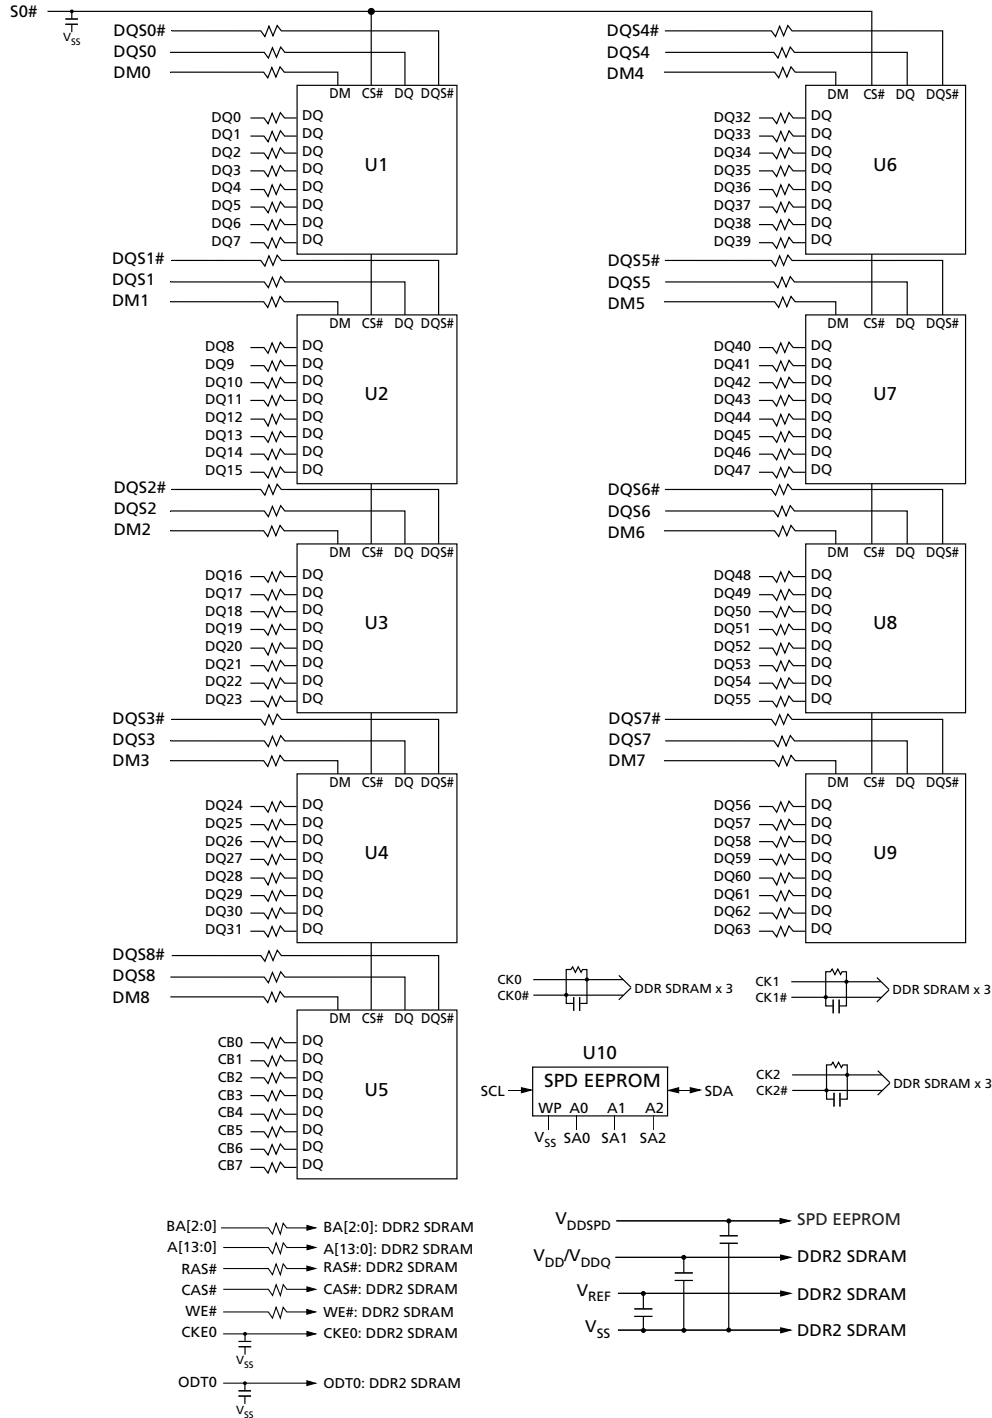 S0#
VSS
DQS0#
DQS0
DM0
DM CS# DQ DQS#
DQ0 DQ
DQ1 DQ
DQ2 DQ
DQ3 DQ
DQ4 DQ
DQ5 DQ
DQ6 DQ
DQ7 DQ
U1
DQS1#
DQS1
DM1
DM CS# DQ DQS#
DQ8 DQ
DQ9 DQ
DQ10 DQ
DQ11 DQ
DQ12 DQ
DQ13 DQ
DQ14 DQ
DQ15 DQ
U2
DQS2#
DQS2
DM2
DM CS# DQ DQS#
DQ16 DQ
DQ17 DQ
DQ18 DQ
DQ19 DQ
DQ20 DQ
DQ21 DQ
DQ22 DQ
DQ23 DQ
U3
DQS3#
DQS3
DM3
DM CS# DQ DQS#
DQ24 DQ
DQ25 DQ
DQ26 DQ
DQ27 DQ
DQ28 DQ
DQ29 DQ
DQ30 DQ
DQ31 DQ
U4
DQS8#
DQS8
DM8
DM CS# DQ DQS#
CB0 DQ
CB1 DQ
CB2 DQ
CB3 DQ
CB4 DQ
CB5 DQ
CB6 DQ
CB7 DQ
U5
DQS4#
DQS4
DM4
DM CS# DQ DQS#
DQ32 DQ
DQ33 DQ
DQ34 DQ
DQ35 DQ
DQ36 DQ
DQ37 DQ
DQ38 DQ
DQ39 DQ
U6
DQS5#
DQS5
DM5
DM CS# DQ DQS#
DQ40 DQ
DQ41 DQ
DQ42 DQ
DQ43 DQ
DQ44 DQ
DQ45 DQ
DQ46 DQ
DQ47 DQ
U7
DQS6#
DQS6
DM6
DM CS# DQ DQS#
DQ48 DQ
DQ49 DQ
DQ50 DQ
DQ51 DQ
DQ52 DQ
DQ53 DQ
DQ54 DQ
DQ55 DQ
U8
DQS7#
DQS7
DM7
DM CS# DQ DQS#
DQ56 DQ
DQ57 DQ
DQ58 DQ
DQ59 DQ
DQ60 DQ
DQ61 DQ
DQ62 DQ
DQ63 DQ
U9
CK0
CK0#
DDR SDRAM x 3
CK1
CK1#
DDR SDRAM x 3
CK2
CK2#
DDR SDRAM x 3
U10
SCL SPD EEPROM SDA
WP A0 A1 A2
VSS SA0 SA1 SA2
BA[2:0] BA[2:0]: DDR2 SDRAM
A[13:0] A[13:0]: DDR2 SDRAM
RAS# RAS#: DDR2 SDRAM
CAS# CAS#: DDR2 SDRAM
WE# WE#: DDR2 SDRAM
CKE0 CKE0: DDR2 SDRAM
VSS
ODT0 ODT0: DDR2 SDRAM
VSS
VDDSPD SPD EEPROM
VDD/VDDQ DDR2 SDRAM
VREF DDR2 SDRAM
VSS DDR2 SDRAM